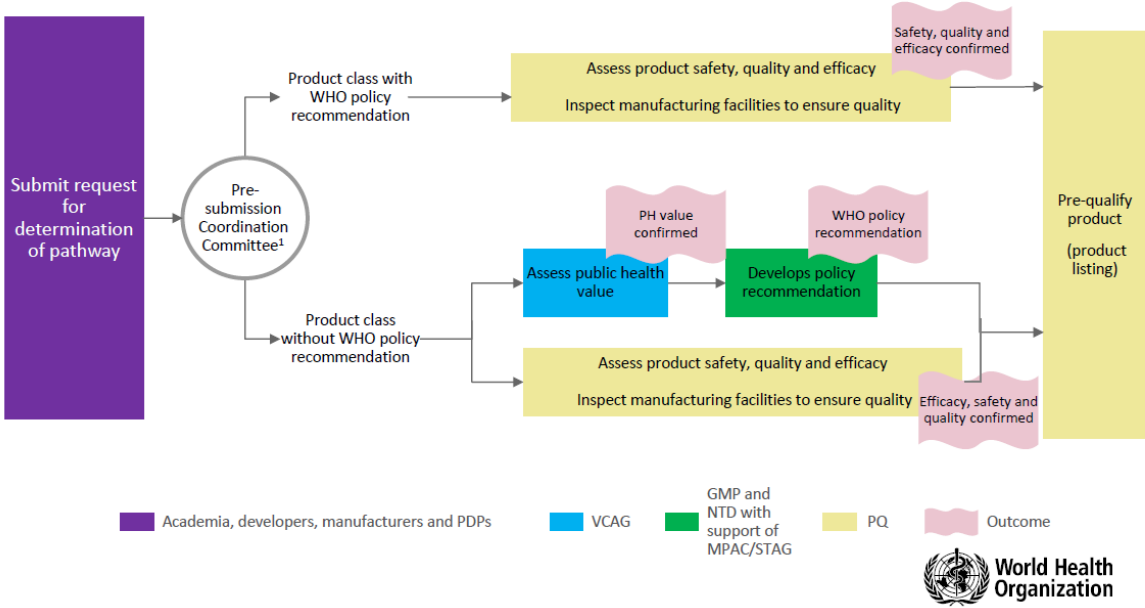 Submit request
for
determination
of pathway
Pre-
submission
Coordination
Committee¹
Product class with
WHO policy
recommendation
Assess product safety, quality and efficacy
Inspect manufacturing facilities to ensure quality
Safety, quality and
efficacy confirmed
Product class
without WHO policy
recommendation
Assess public health
value
PH value
confirmed
Develops policy
recommendation
WHO policy
recommendation
Assess product safety, quality and efficacy
Inspect manufacturing facilities to ensure quality
Efficacy, safety and
quality confirmed
Pre-qualify
product
(product
listing)
Academia, developers, manufacturers and PDPs
VCAG
GMP and
NTD with
support of
MPAC/STAG
PQ
Outcome
World Health
Organization